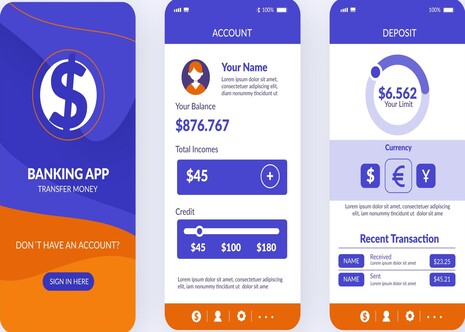 $
BANKING APP
TRANSFER MONEY
DON´T HAVE AN ACCOUNT?
SIGN IN HERE
100%
ACCOUNT
Your Name
Lorem ipsum dolor sit amet,
consectetuer adipiscing elit,
diam nonummy tincidunt ut
Your Balance
$876.767
Total Incomes
$45
+
Credit
$45 $100 $180
Lorem ipsum dolor sit amet, consectetuer
adipiscing elit, diam nonummy tincidunt ut
$
100%
DEPOSIT
$6.562
Your Limit
Currency
$ € ¥
Lorem ipsum dolor sit amet, consectetuer
adipiscing elit, diam nonummy tincidunt ut
Recent Transaction
NAME
Received
Lorem ipsum dolor sit amet
$23.25
NAME
Sent
Lorem ipsum dolor sit amet
$45.21
$